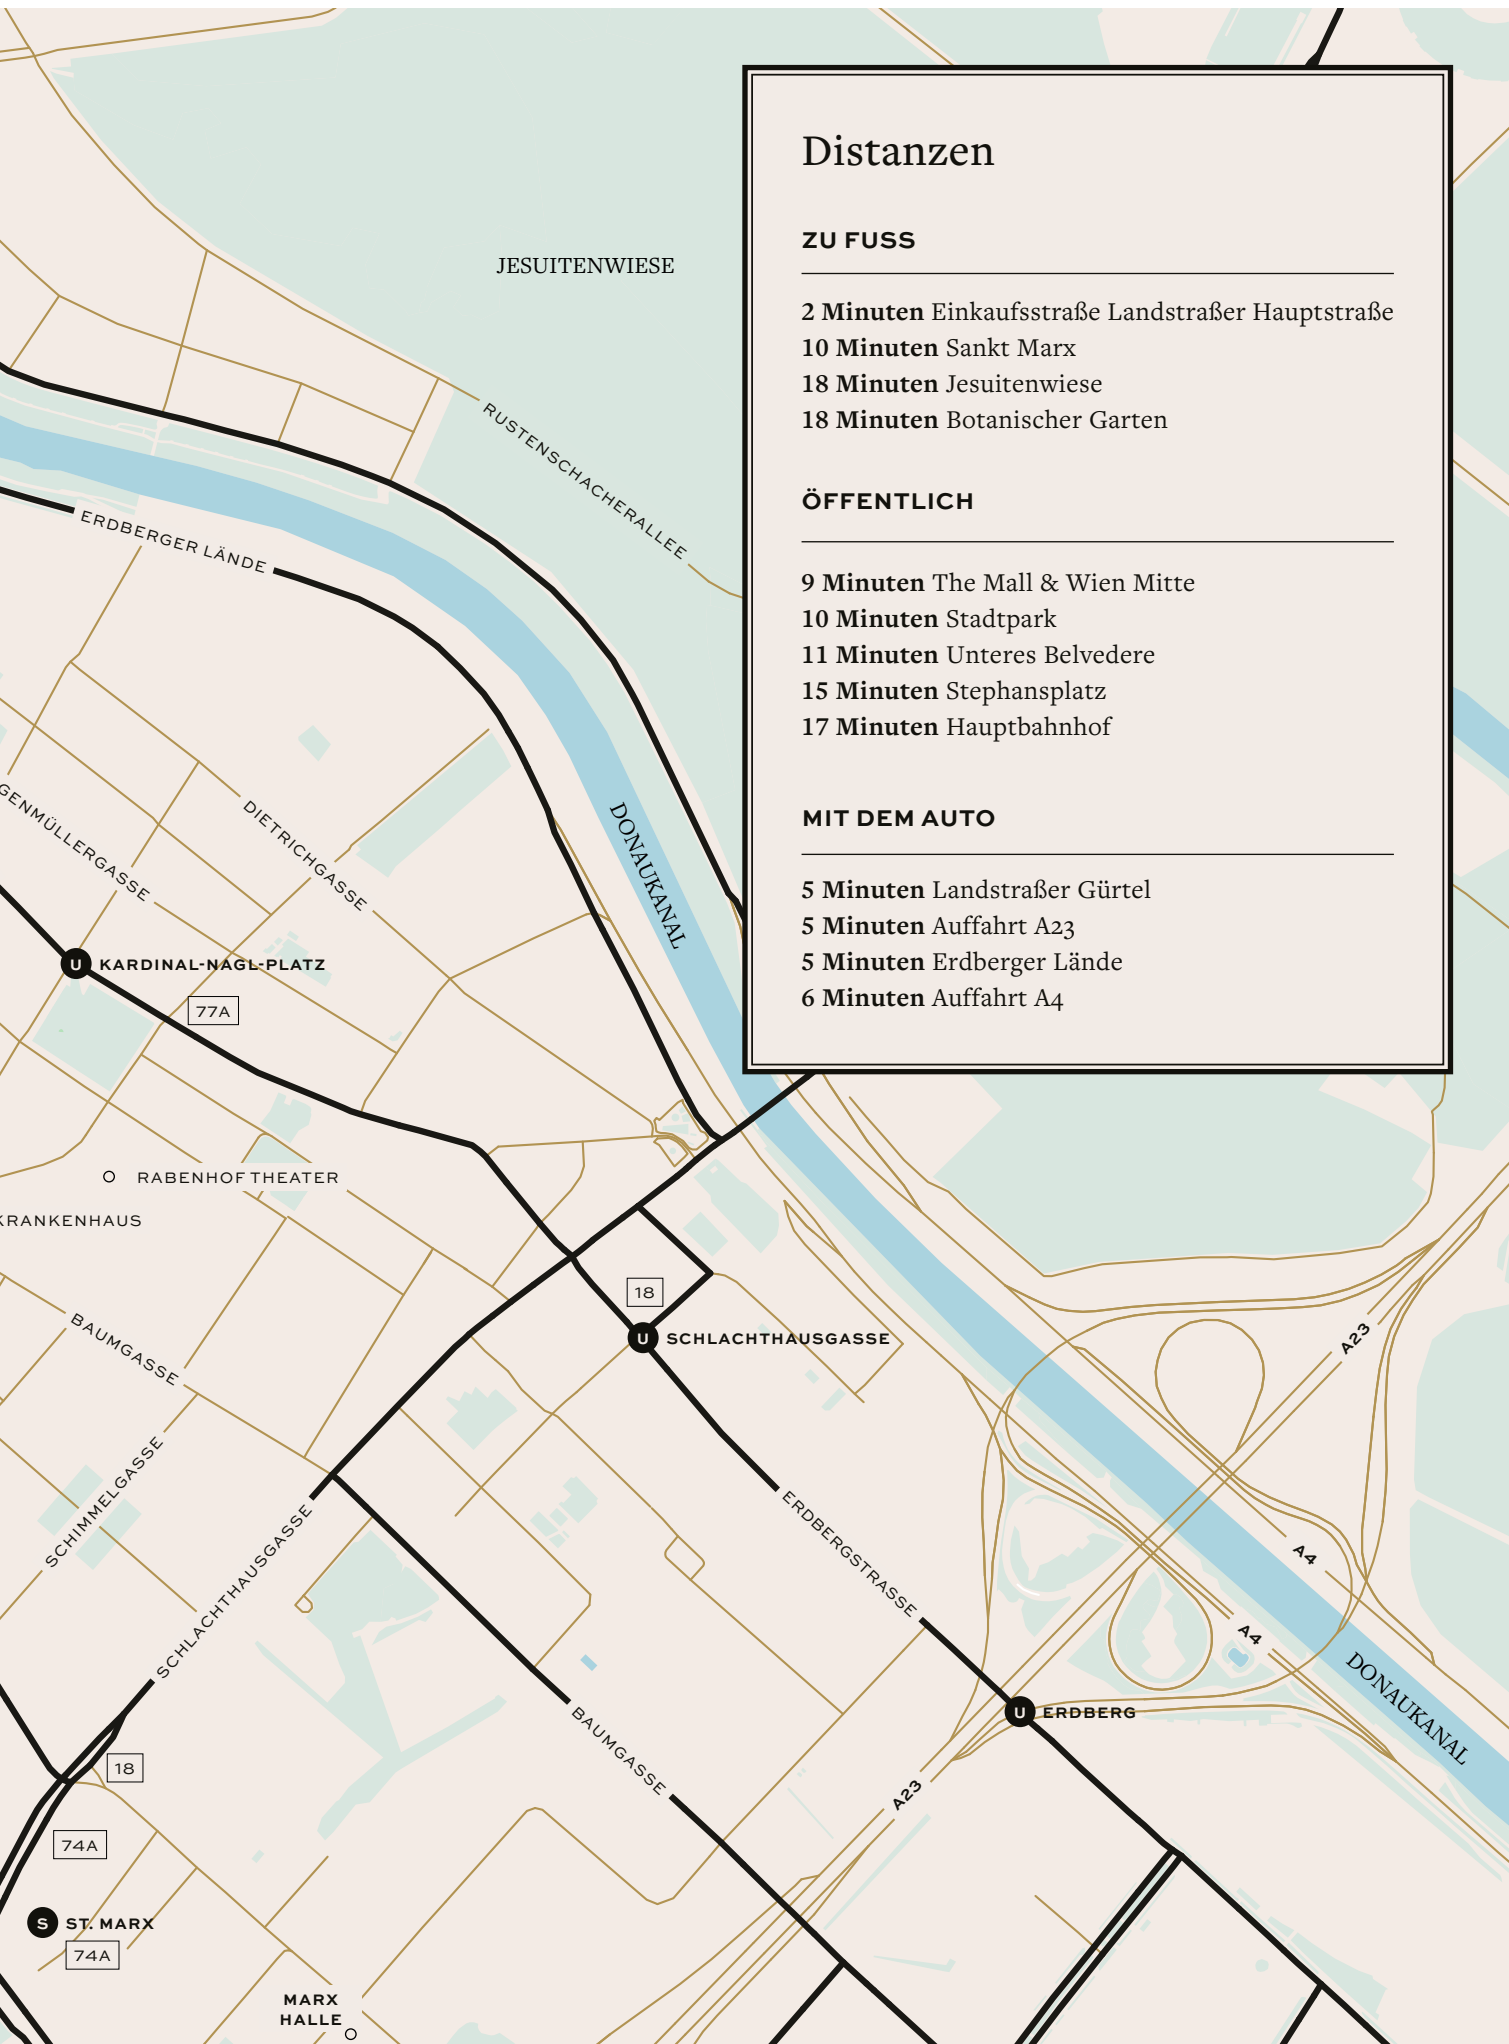 Distanzen
ZU FUSS
2 Minuten Einkaufsstraße Landstraßer Hauptstraße
10 Minuten Sankt Marx
18 Minuten Jesuitenwiese
18 Minuten Botanischer Garten
ÖFFENTLICH
9 Minuten The Mall & Wien Mitte
10 Minuten Stadtpark
11 Minuten Unteres Belvedere
15 Minuten Stephansplatz
17 Minuten Hauptbahnhof
MIT DEM AUTO
5 Minuten Landstraßer Gürtel
5 Minuten Auffahrt A23
5 Minuten Erdberger Lände
6 Minuten Auffahrt A4
JESUITENWIESE
RUSTENSCHACHERALLEE
ERDBERGER LÄNDE
DONAUKANAL
DIETRICHGASSE
GENMÜLLERGASSE
U KARDINAL-NAGL-PLATZ
77A
RABENHOF THEATER
KRANKENHAUS
18
U SCHLACHTHAUSGASSE
BAUMGASSE
A23
SCHIMMELGASSE
SCHLACHTHAUSGASSE
ERDBERGSTRASSE
A4
A4
DONAUKANAL
U ERDBERG
BAUMGASSE
A23
18
74A
S ST. MARX
74A
MARX
HALLE